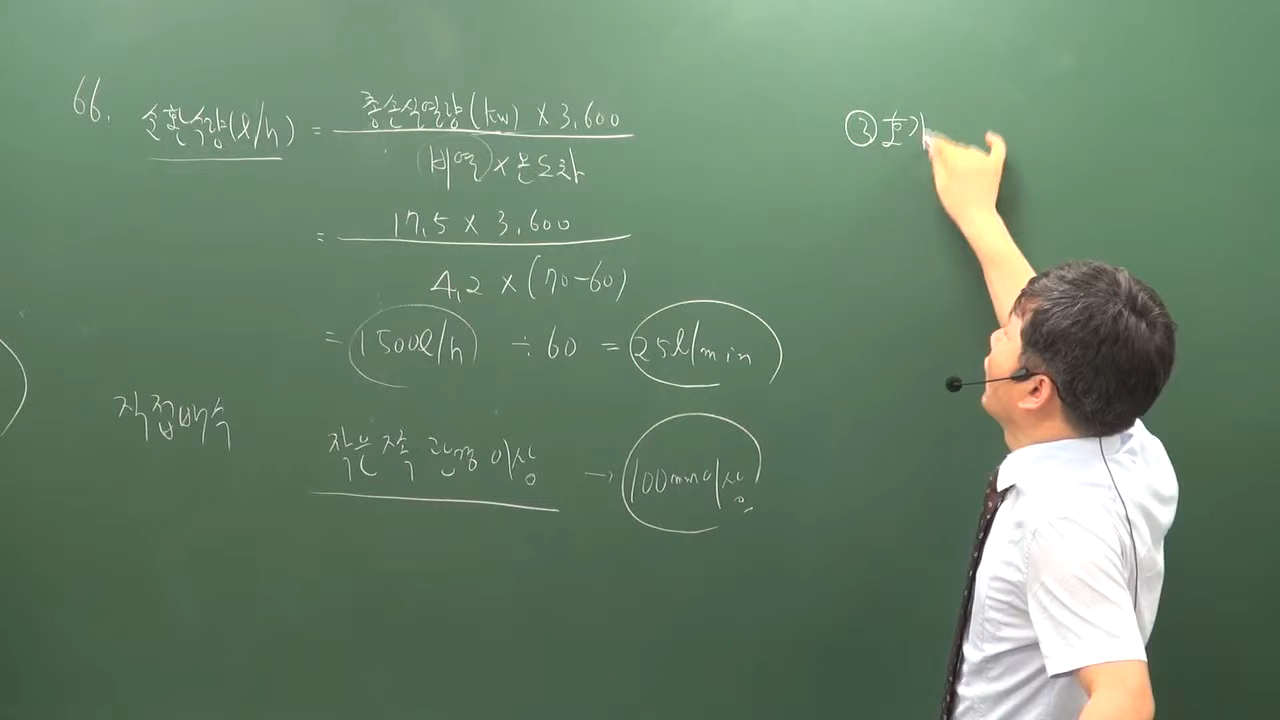 66. 순환수량(l/h) = 총손실열량(kw) × 3,600
비열 × 온도차
= 17.5 × 3,600
4.2 × (70-60)
= 1500l/h ÷ 60 = 25l/min
직접배수
작은쪽 관경 이상 → 100mm이상
③